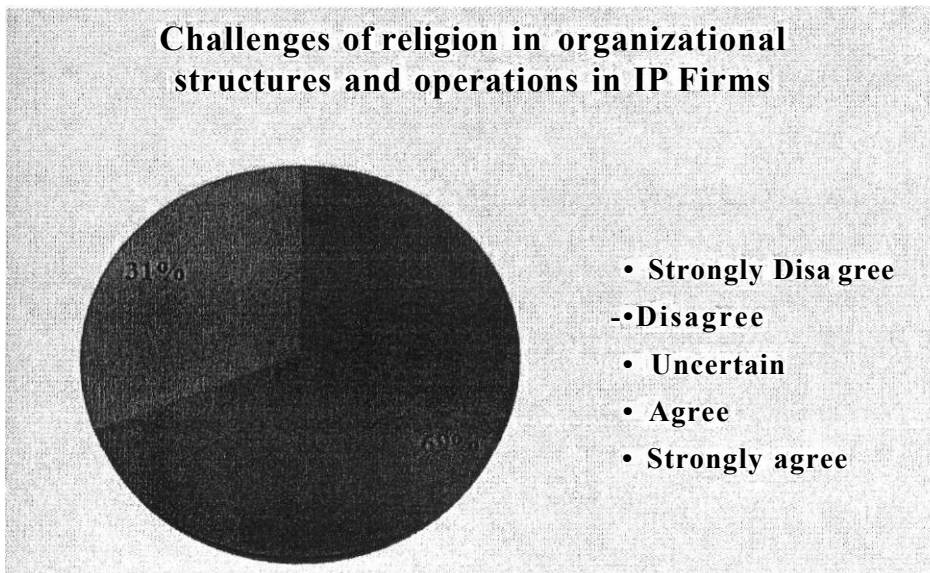 Challenges of religion in organizational
structures and operations in IP Firms
31%
69%
• Strongly Disa gree
-•Disagree
• Uncertain
• Agree
• Strongly agree